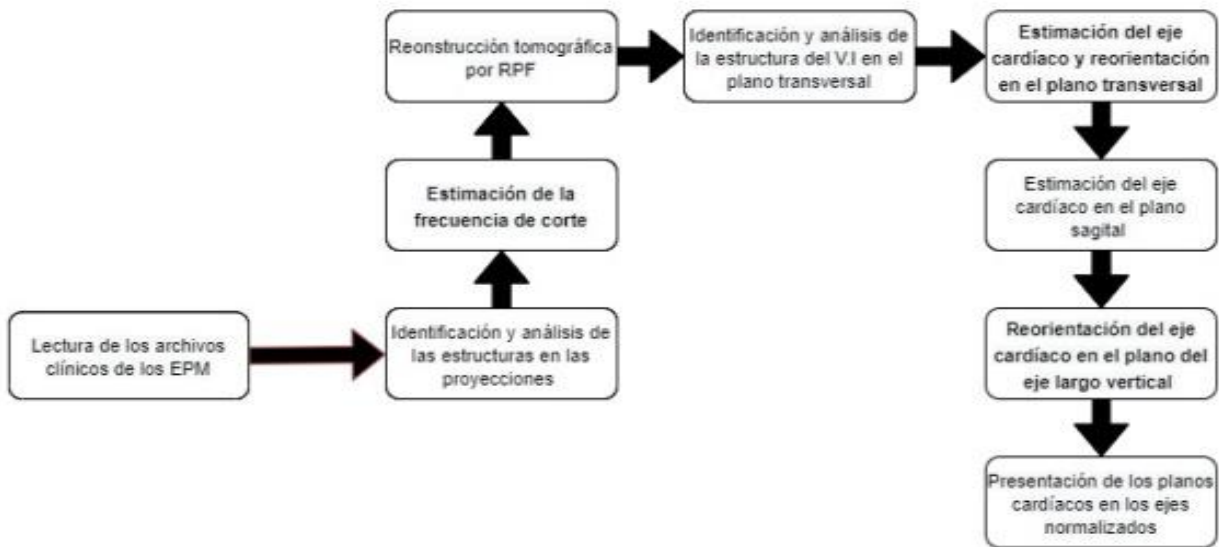 Lectura de los archivos
clínicos de los EPM
Identificación y análisis de
las estructuras en las
proyecciones
Estimación de la
frecuencia de corte
Reonstrucción tomográfica
por RPF
Identificación y análisis de
la estructura del V.I en el
plano transversal
Estimación del eje
cardíaco y reorientación
en el plano transversal
Estimación del eje
cardíaco en el plano
sagital
Reorientación del eje
cardíaco en el plano del
eje largo vertical
Presentación de los planos
cardíacos en los ejes
normalizados